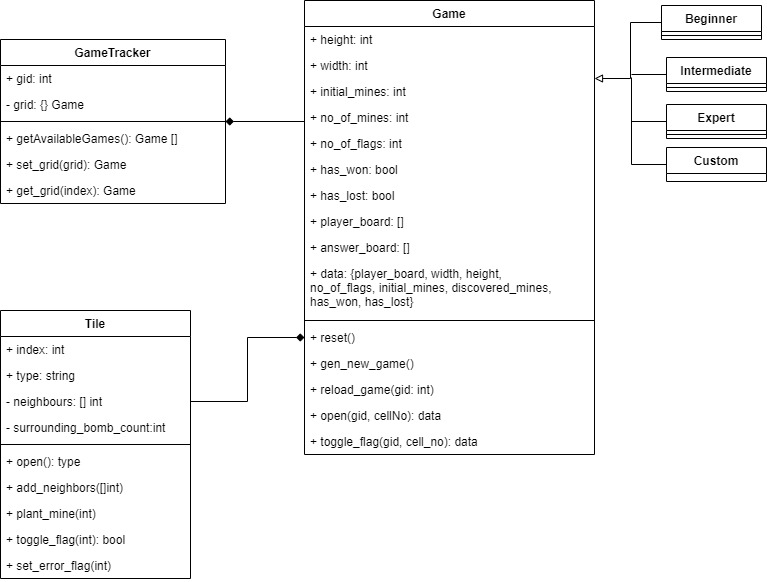 GameTracker
+ gid: int
- grid: {} Game
+ getAvailableGames(): Game []
+ set_grid(grid): Game
+ get_grid(index): Game
Game
+ height: int
+ width: int
+ initial_mines: int
+ no_of_mines: int
+ no_of_flags: int
+ has_won: bool
+ has_lost: bool
+ player_board: []
+ answer_board: []
+ data: {player_board, width, height,
no_of_flags, initial_mines, discovered_mines,
has_won, has_lost}
+ reset()
+ gen_new_game()
+ reload_game(gid: int)
+ open(gid, cellNo): data
+ toggle_flag(gid, cell_no): data
Beginner
Intermediate
Expert
Custom
Tile
+ index: int
+ type: string
- neighbours: [] int
- surrounding_bomb_count:int
+ open(): type
+ add_neighbors([]int)
+ plant_mine(int)
+ toggle_flag(int): bool
+ set_error_flag(int)